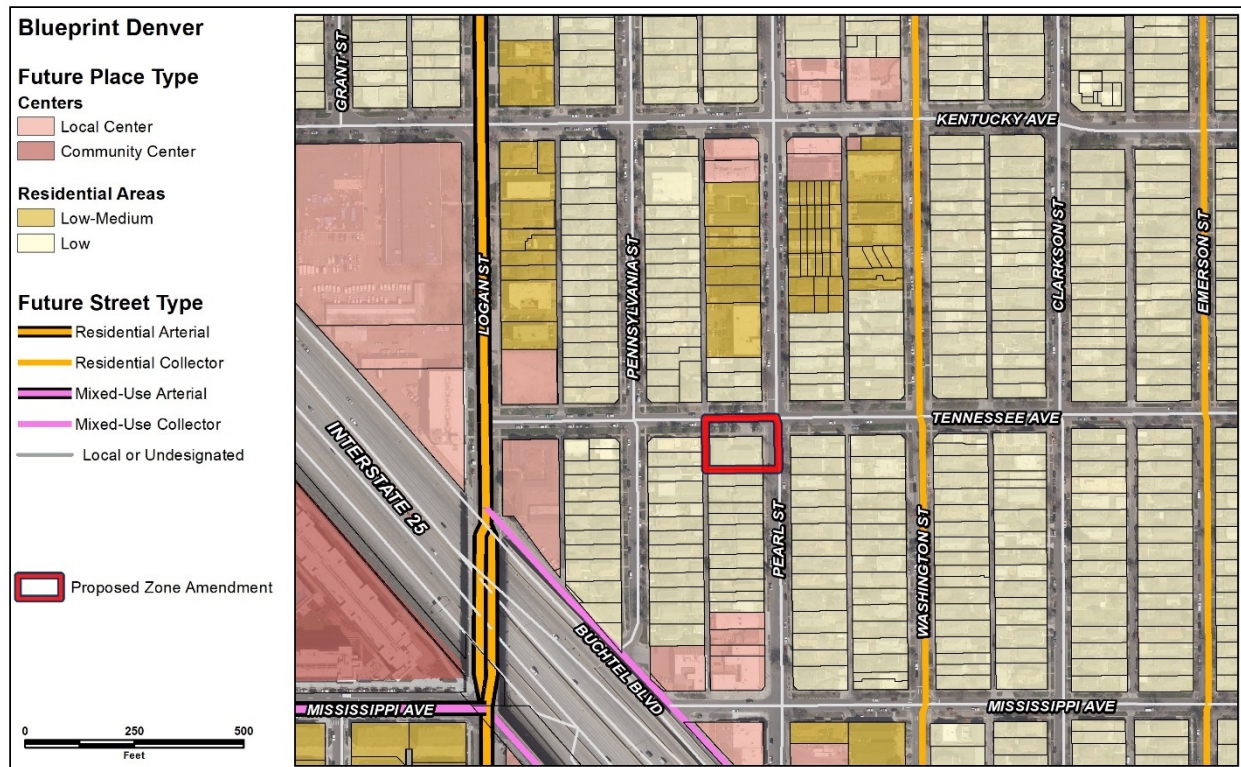 Blueprint Denver
Future Place Type
Centers
Local Center
Community Center
Residential Areas
Low-Medium
Low
Future Street Type
Residential Arterial
Residential Collector
Mixed-Use Arterial
Mixed-Use Collector
Local or Undesignated
Proposed Zone Amendment
0 250 500
Feet
GRANT ST
KENTUCKY AVE
LOGAN ST
PENNSYLVANIA ST
CLARKSON ST
EMERSON ST
TENNESSEE AVE
INTERSTATE 25
PEARL ST
WASHINGTON ST
BUCHTEL BLVD
MISSISSIPPI AVE
MISSISSIPPI AVE